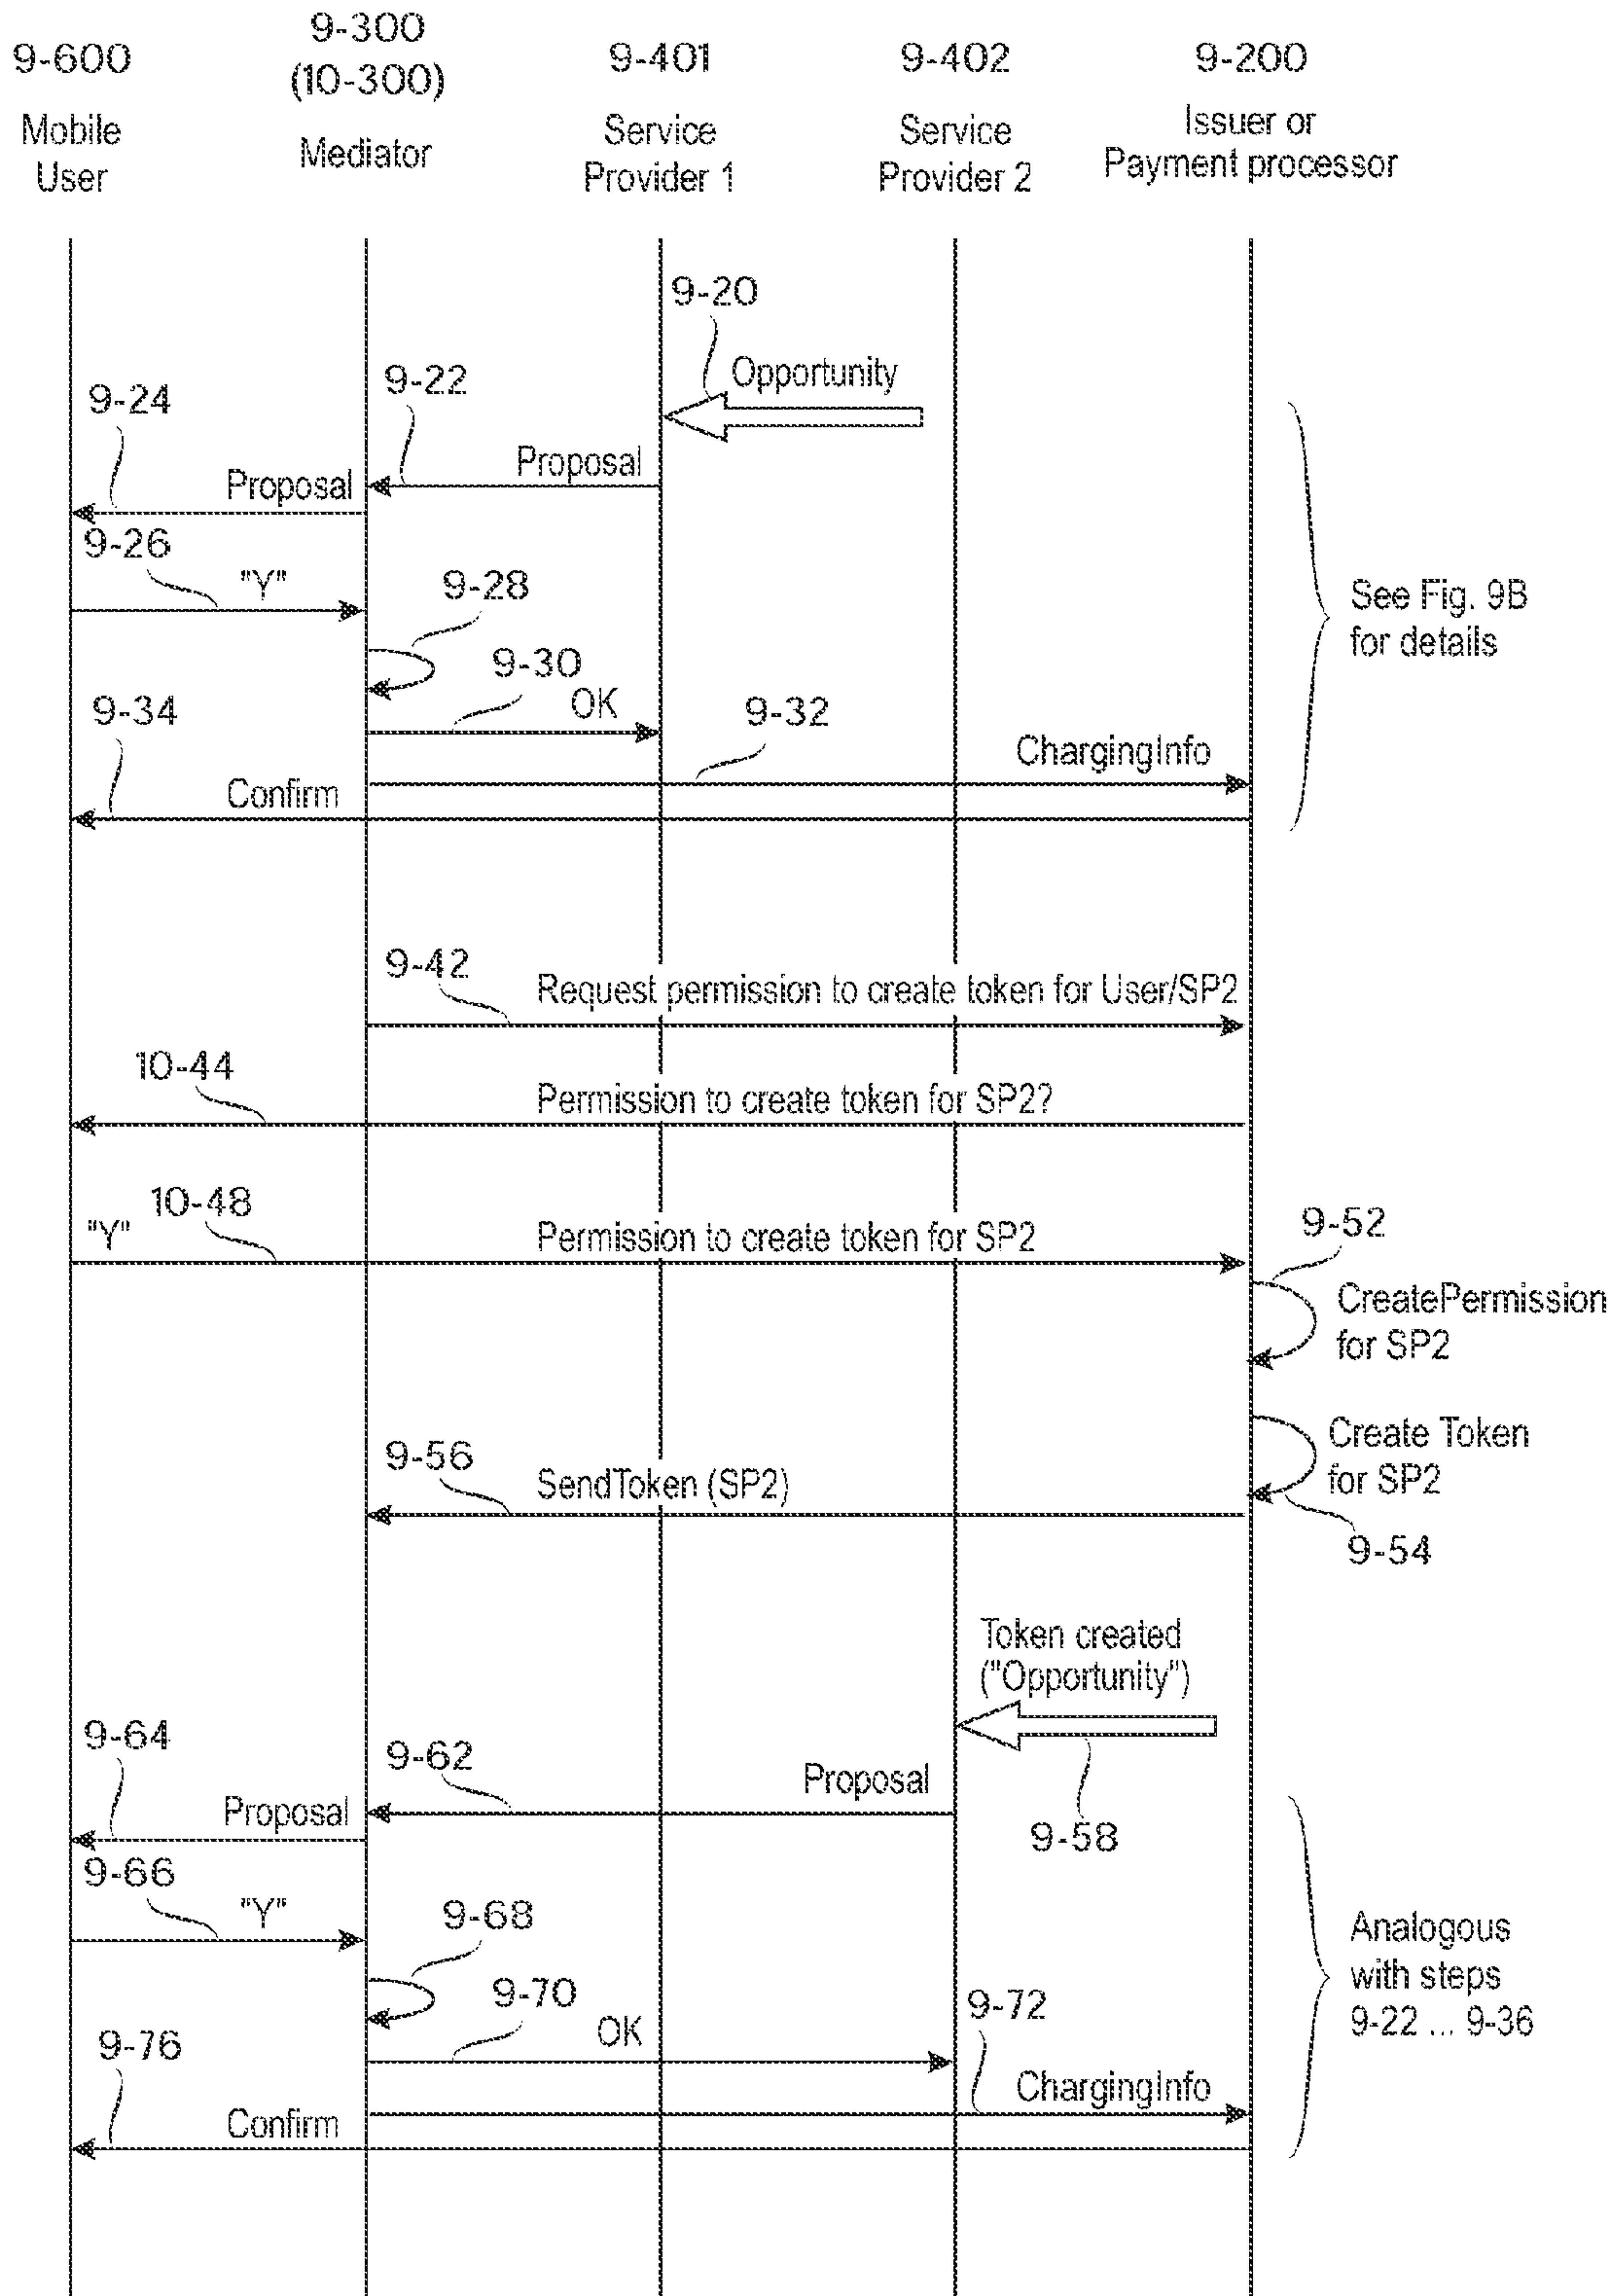 9-600
Mobile
User
9-300
(10-300)
Mediator
9-401
Service
Provider 1
9-402
Service
Provider 2
9-200
Issuer or
Payment processor
9-20
Opportunity
9-22
Proposal
9-24
Proposal
9-26
"Y"
9-28
9-30
OK
9-32
ChargingInfo
9-34
Confirm
See Fig. 9B
for details
9-42
Request permission to create token for User/SP2
10-44
Permission to create token for SP2?
10-48
"Y"
Permission to create token for SP2
9-52
CreatePermission
for SP2
Create Token
for SP2
9-54
9-56
SendToken (SP2)
Token created
("Opportunity")
9-58
9-62
Proposal
9-64
Proposal
9-66
"Y"
9-68
9-70
OK
9-72
ChargingInfo
9-76
Confirm
Analogous
with steps
9-22 ... 9-36